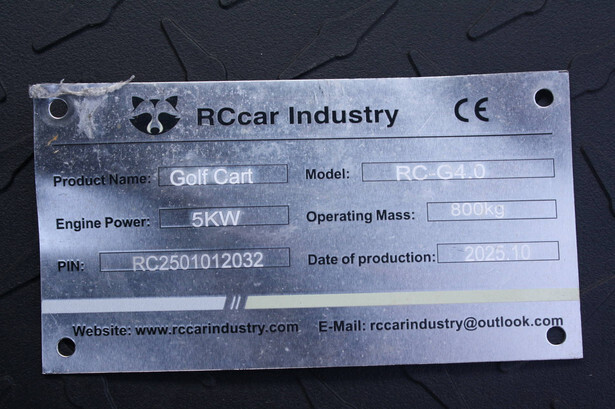 RCcar Industry CE
Product Name: Golf Cart Model: RC-G4.0
Engine Power: 5KW Operating Mass: 800kg
PIN: RC2501012032 Date of production: 2025.10
Website: www.rccarindustry.com E-Mail: rccarindustry@outlook.com